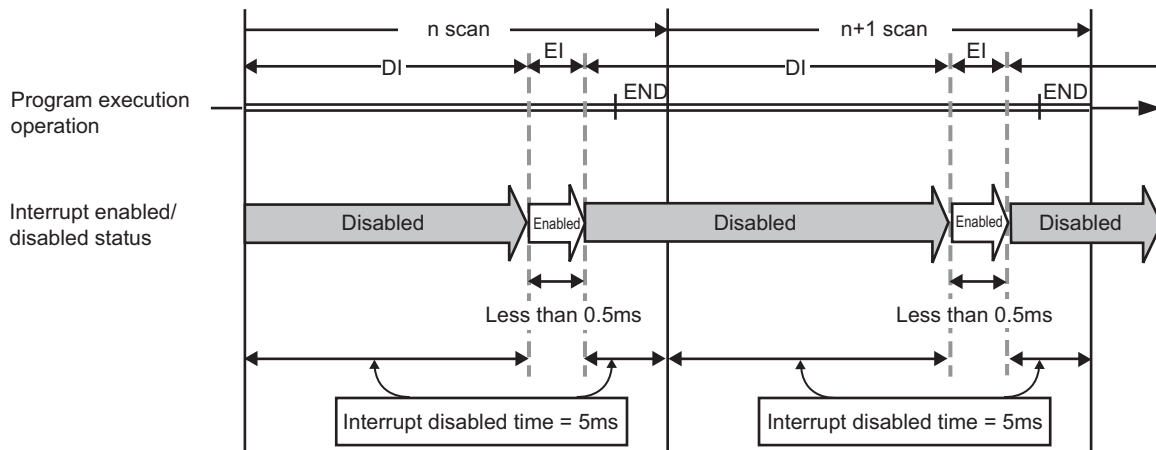 n scan
n+1 scan
DI
EI
DI
EI
Program execution
operation
END
END
Interrupt enabled/
disabled status
Disabled
Enabled
Disabled
Enabled
Disabled
Less than 0.5ms
Less than 0.5ms
Interrupt disabled time = 5ms
Interrupt disabled time = 5ms